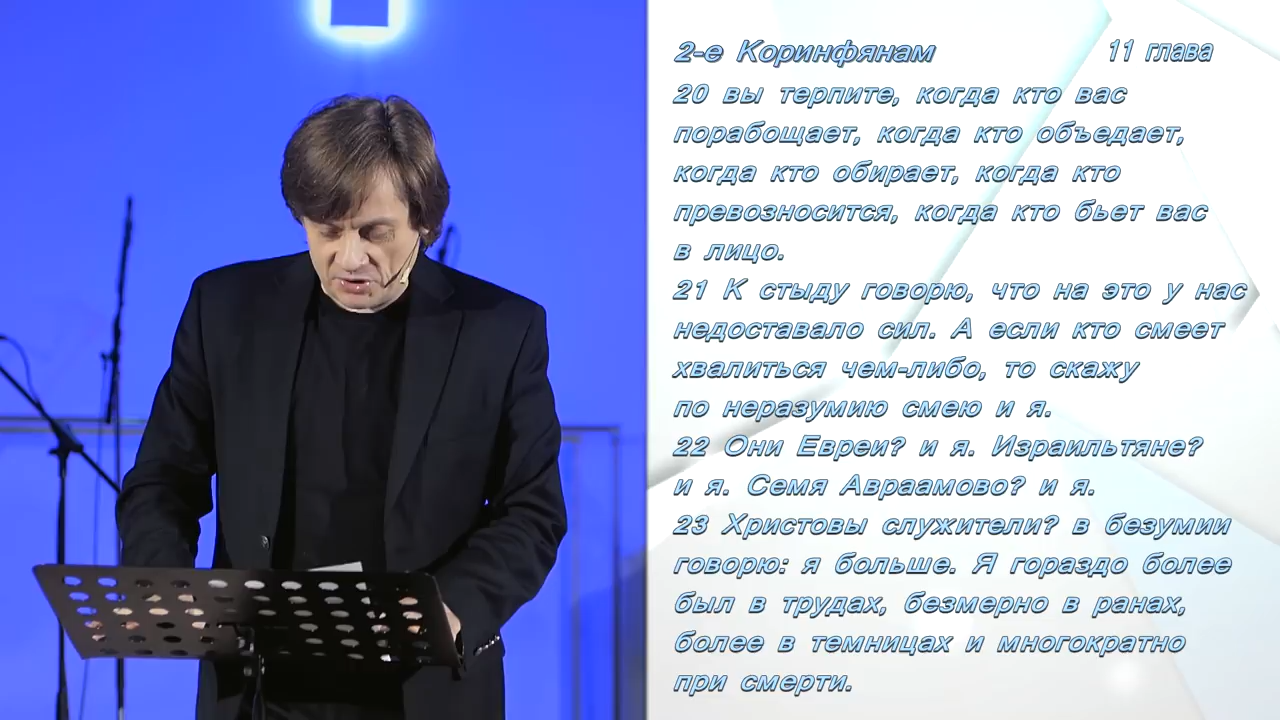 2-е Коринфянам 11 глава
20 вы терпите, когда кто вас
порабощает, когда кто объедает,
когда кто обирает, когда кто
превозносится, когда кто бьет вас
в лицо.
21 К стыду говорю, что на это у нас
недоставало сил. А если кто смеет
хвалиться чем-либо, то скажу
по неразумию смею и я.
22 Они Евреи? и я. Израильтяне?
и я. Семя Авраамово? и я.
23 Христовы служители? в безумии
говорю: я больше. Я гораздо более
был в трудах, безмерно в ранах,
более в темницах и многократно
при смерти.